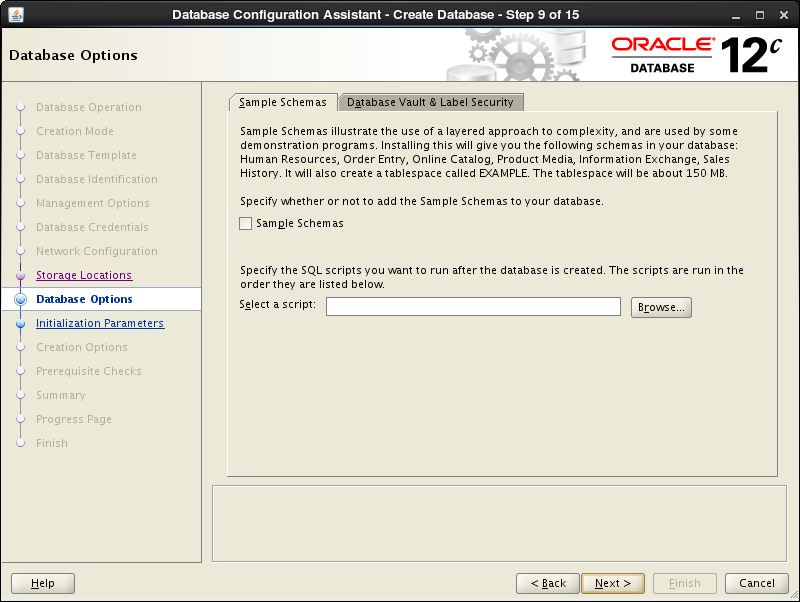 Database Configuration Assistant - Create Database - Step 9 of 15
Database Options
ORACLE
DATABASE
12c
Database Operation
Creation Mode
Database Template
Database Identification
Management Options
Database Credentials
Network Configuration
Storage Locations
Database Options
Initialization Parameters
Creation Options
Prerequisite Checks
Summary
Progress Page
Finish
Sample Schemas
Database Vault & Label Security
Sample Schemas illustrate the use of a layered approach to complexity, and are used by some
demonstration programs. Installing this will give you the following schemas in your database:
Human Resources, Order Entry, Online Catalog, Product Media, Information Exchange, Sales
History. It will also create a tablespace called EXAMPLE. The tablespace will be about 150 MB.
Specify whether or not to add the Sample Schemas to your database.
Sample Schemas
Specify the SQL scripts you want to run after the database is created. The scripts are run in the
order they are listed below.
Select a script:
Browse...
Help
< Back
Next >
Finish
Cancel